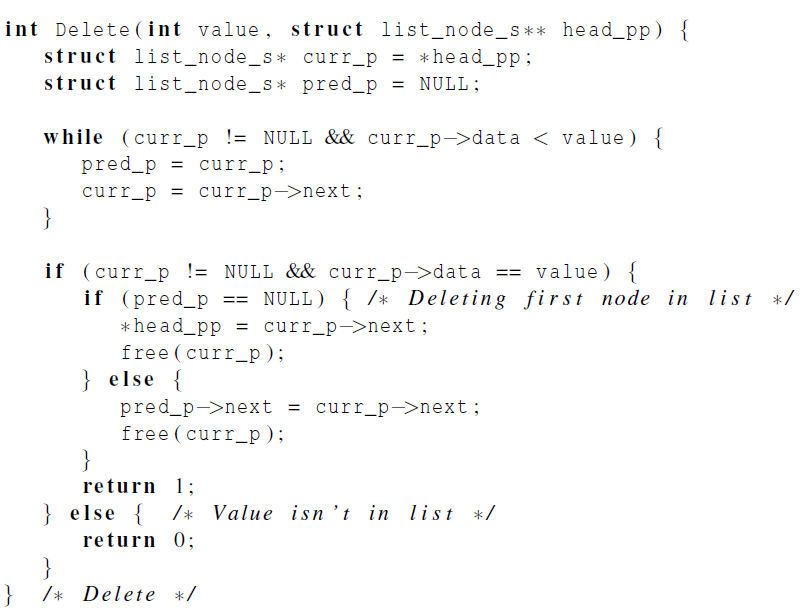 int Delete(int value, struct list_node_s** head_pp) {
   struct list_node_s* curr_p = *head_pp;
   struct list_node_s* pred_p = NULL;

   while (curr_p != NULL && curr_p->data < value) {
      pred_p = curr_p;
      curr_p = curr_p->next;
   }

   if (curr_p != NULL && curr_p->data == value) {
      if (pred_p == NULL) { /* Deleting first node in list */
         *head_pp = curr_p->next;
         free(curr_p);
      } else {
         pred_p->next = curr_p->next;
         free(curr_p);
      }
      return 1;
   } else {  /* Value isn't in list */
      return 0;
   }
}  /* Delete */